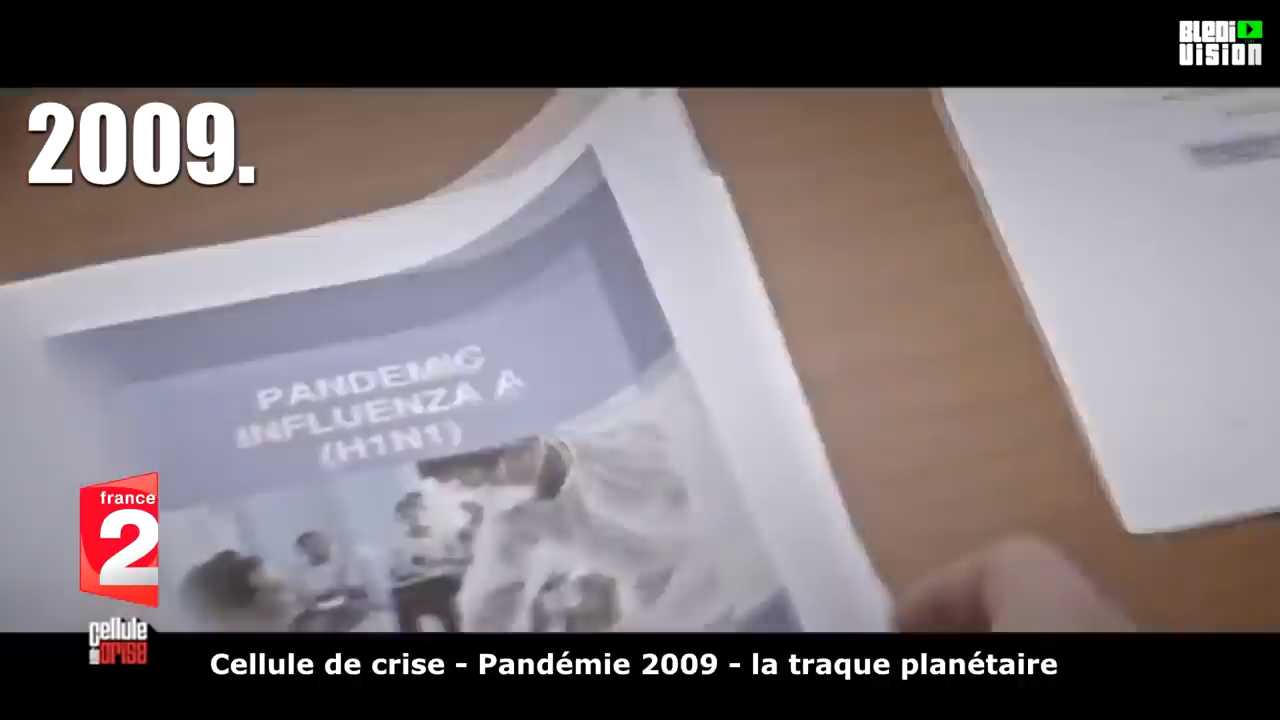 BLEDi
VISION
2009.
PANDEMIC
INFLUENZA A
(H1N1)
france
2
cellule
de crise
Cellule de crise - Pandémie 2009 - la traque planétaire